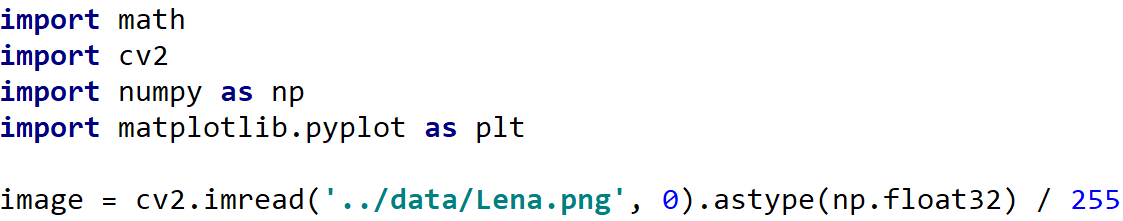 import math
import cv2
import numpy as np
import matplotlib.pyplot as plt
image = cv2.imread('../data/Lena.png', 0).astype(np.float32) / 255